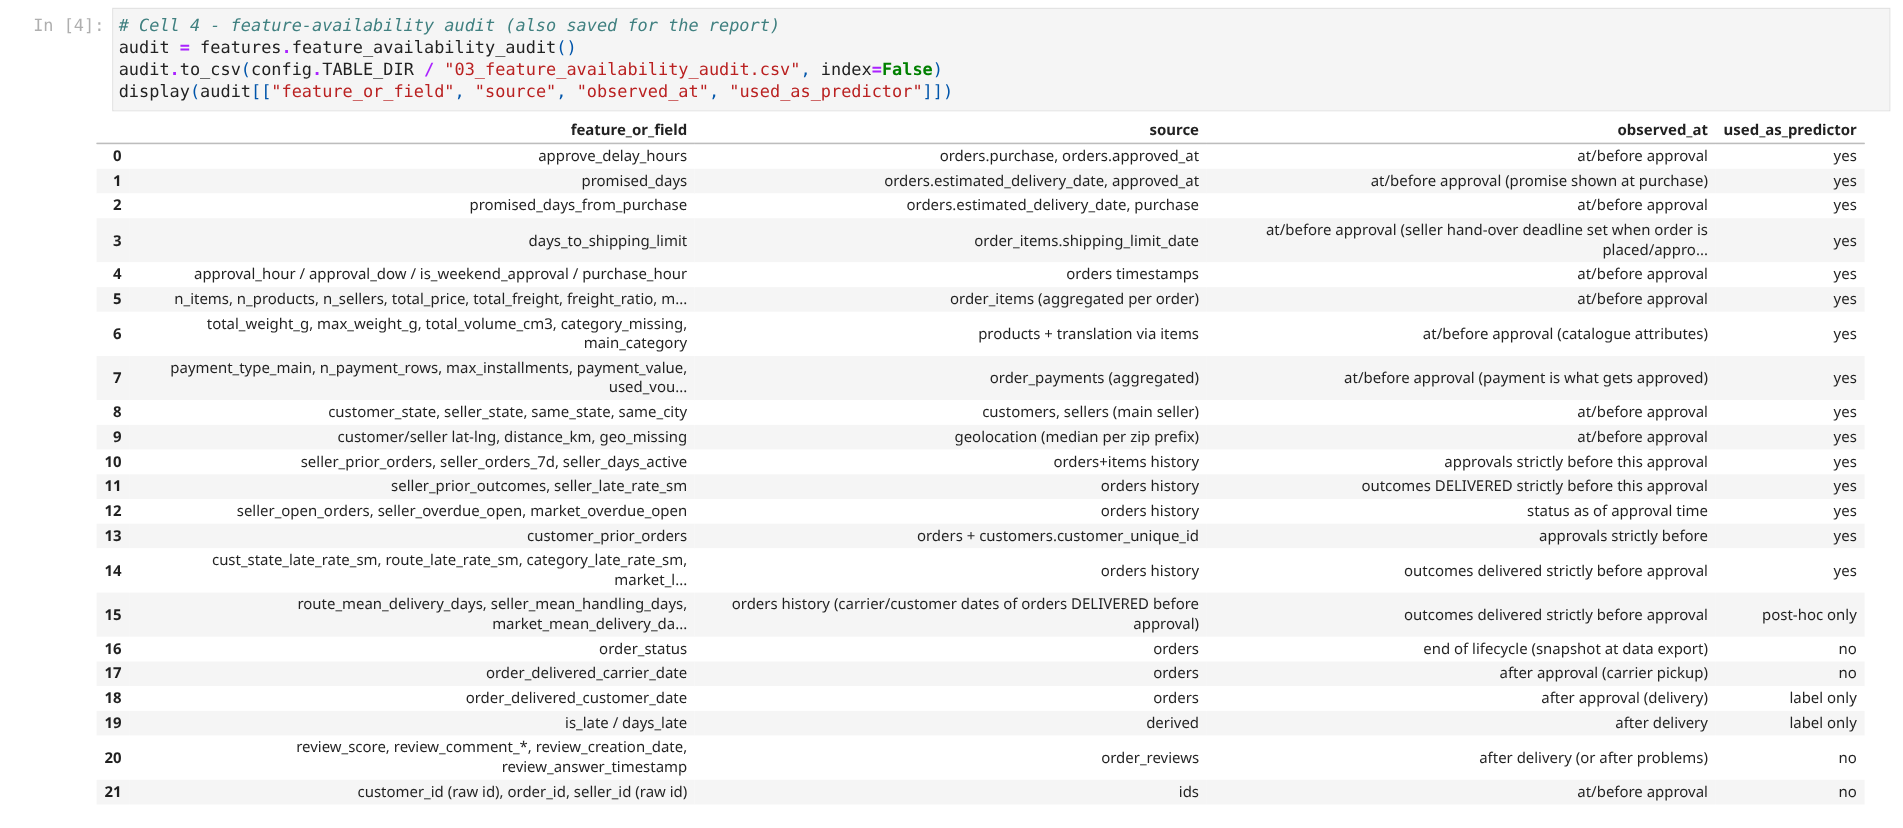 In [4]: # Cell 4 - feature-availability audit (also saved for the report)
audit = features.feature_availability_audit()
audit.to_csv(config.TABLE_DIR / "03_feature_availability_audit.csv", index=False)
display(audit[["feature_or_field", "source", "observed_at", "used_as_predictor"]])
feature_or_field source observed_at used_as_predictor
0 approve_delay_hours orders.purchase, orders.approved_at at/before approval yes
1 promised_days orders.estimated_delivery_date, approved_at at/before approval (promise shown at purchase) yes
2 promised_days_from_purchase orders.estimated_delivery_date, purchase at/before approval yes
3 days_to_shipping_limit order_items.shipping_limit_date at/before approval (seller hand-over deadline set when order is
placed/appro... yes
4 approval_hour / approval_dow / is_weekend_approval / purchase_hour orders timestamps at/before approval yes
5 n_items, n_products, n_sellers, total_price, total_freight, freight_ratio, m... order_items (aggregated per order) at/before approval yes
6 total_weight_g, max_weight_g, total_volume_cm3, category_missing,
main_category products + translation via items at/before approval (catalogue attributes) yes
7 payment_type_main, n_payment_rows, max_installments, payment_value,
used_vou... order_payments (aggregated) at/before approval (payment is what gets approved) yes
8 customer_state, seller_state, same_state, same_city customers, sellers (main seller) at/before approval yes
9 customer/seller lat-lng, distance_km, geo_missing geolocation (median per zip prefix) at/before approval yes
10 seller_prior_orders, seller_orders_7d, seller_days_active orders+items history approvals strictly before this approval yes
11 seller_prior_outcomes, seller_late_rate_sm orders history outcomes DELIVERED strictly before this approval yes
12 seller_open_orders, seller_overdue_open, market_overdue_open orders history status as of approval time yes
13 customer_prior_orders orders + customers.customer_unique_id approvals strictly before yes
14 cust_state_late_rate_sm, route_late_rate_sm, category_late_rate_sm,
market_l... orders history outcomes delivered strictly before approval yes
15 route_mean_delivery_days, seller_mean_handling_days,
market_mean_delivery_da... orders history (carrier/customer dates of orders DELIVERED before
approval) outcomes delivered strictly before approval post-hoc only
16 order_status orders end of lifecycle (snapshot at data export) no
17 order_delivered_carrier_date orders after approval (carrier pickup) no
18 order_delivered_customer_date orders after approval (delivery) label only
19 is_late / days_late derived after delivery label only
20 review_score, review_comment_*, review_creation_date,
review_answer_timestamp order_reviews after delivery (or after problems) no
21 customer_id (raw id), order_id, seller_id (raw id) ids at/before approval no